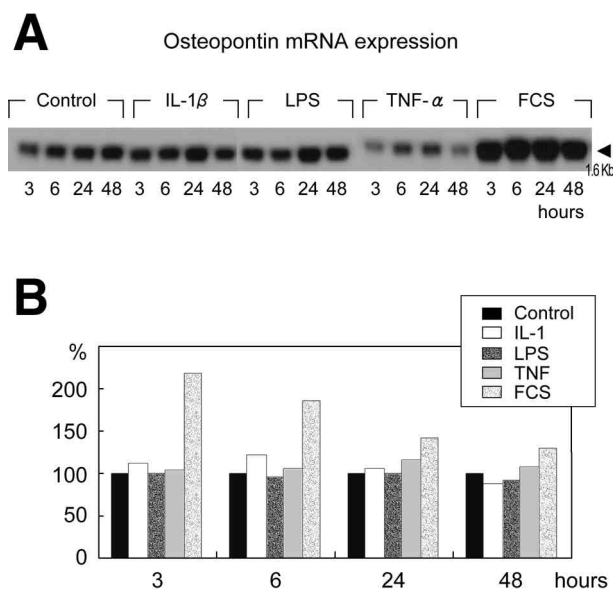 A
Osteopontin mRNA expression
Control IL-1β LPS TNF-α FCS
1.6 Kb
3 6 24 48 3 6 24 48 3 6 24 48 3 6 24 48 3 6 24 48
hours
B
Control
IL-1
LPS
TNF
FCS
%
200
150
100
50
0
3 6 24 48 hours